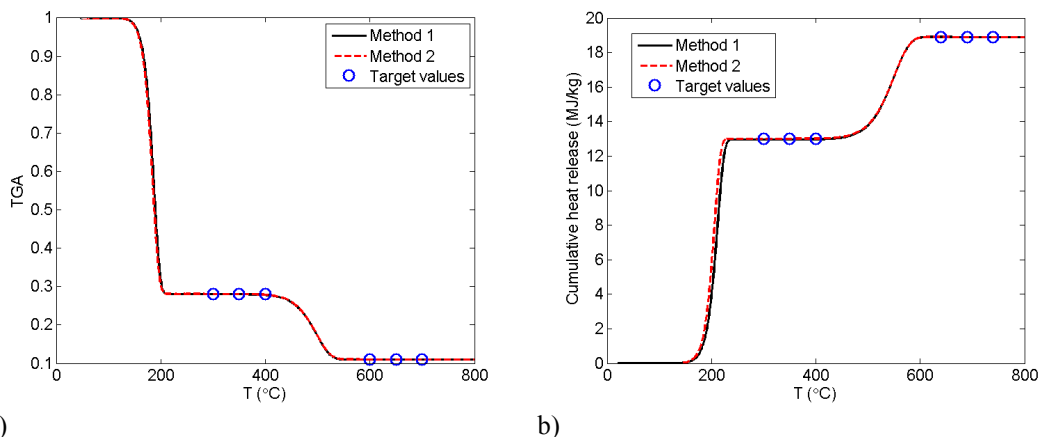 1
0.9
0.8
0.7
0.6
0.5
0.4
0.3
0.2
0.1
TGA
0 200 400 600 800
T (°C)
Method 1
Method 2
Target values
)
20
18
16
14
12
10
8
6
4
2
0
Cumulative heat release (MJ/kg)
0 200 400 600 800
T (°C)
Method 1
Method 2
Target values
b)